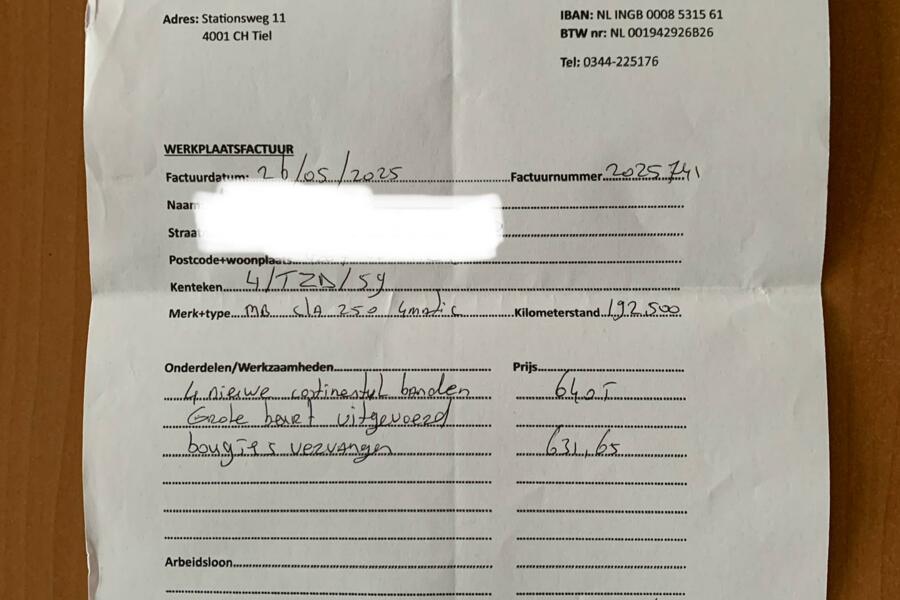 Adres: Stationsweg 11
4001 CH Tiel
IBAN: NL INGB 0008 5315 61
BTW nr: NL 001942926B26
Tel: 0344-225176
WERKPLAATSFACTUUR
Factuurdatum: 26/05/2025 Factuurnummer 2025741
Naam
Straa
Postcode+woonplaats
Kenteken 4/TZD/59
Merk+type MB ClA 250 4matic Kilometerstand 192.500
Onderdelen/Werkzaamheden Prijs
4 nieuwe continental banden 640,-
Grote beurt uitgevoerd
bougies vervangen 631,65
Arbeidsloon